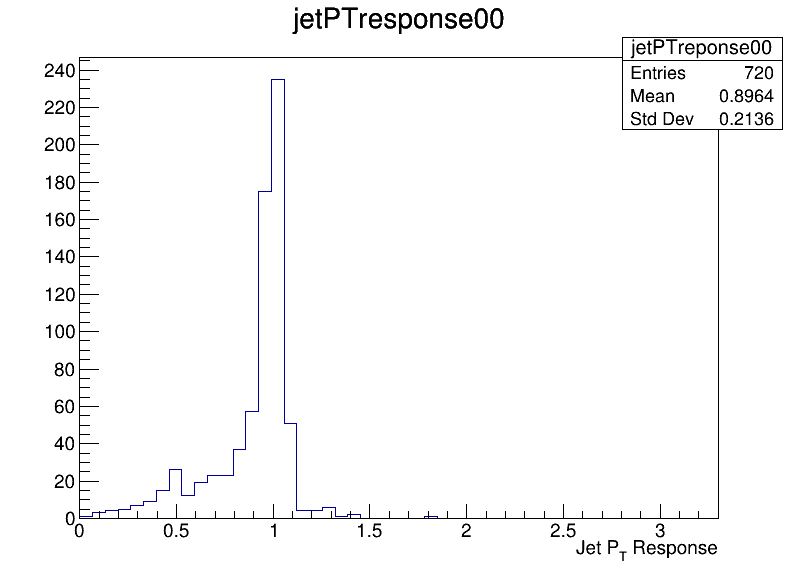 jetPTresponse00
jetPTreponse00
Entries 720
Mean 0.8964
Std Dev 0.2136
240
220
200
180
160
140
120
100
80
60
40
20
0
0 0.5 1 1.5 2 2.5 3
Jet PT Response